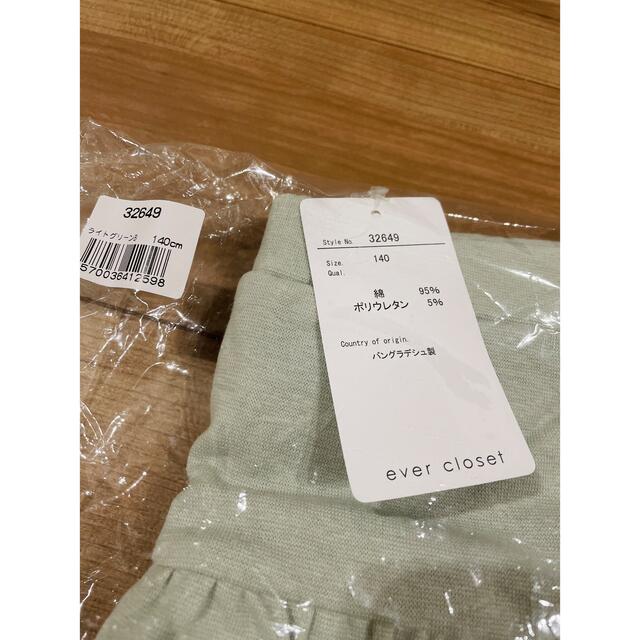 32649
ライトグリーン 140cm
570036412598
Style No. 32649
Size. 140
Qual.
綿 95%
ポリウレタン 5%
Country of origin.
バングラデシュ製
ever closet